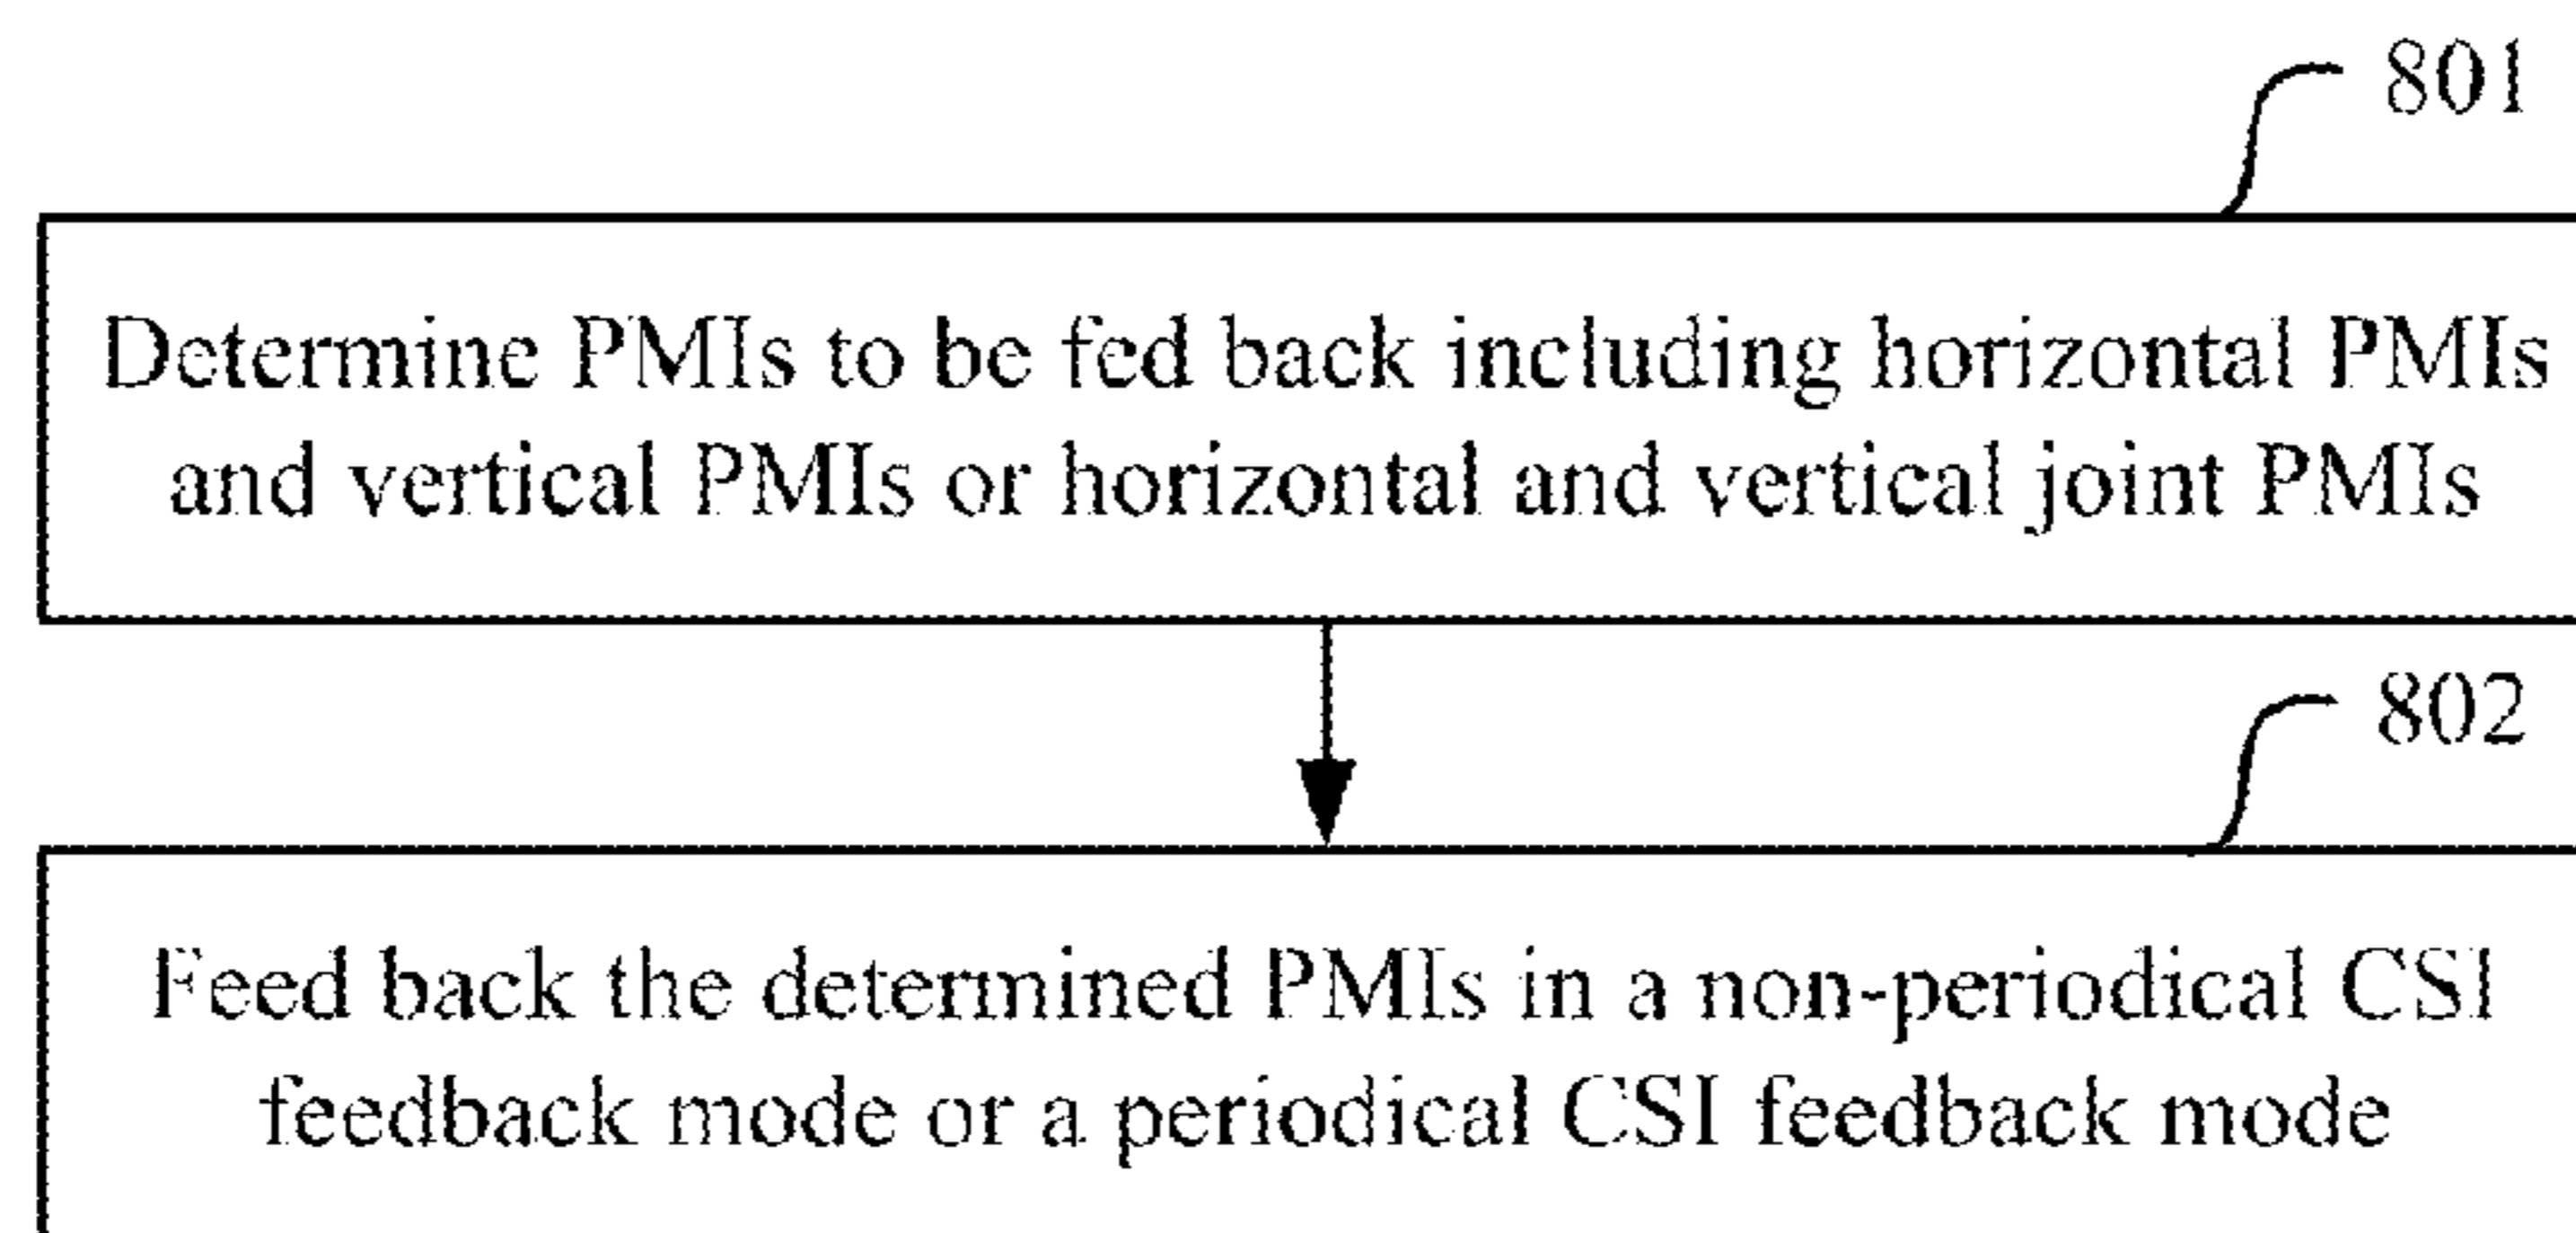 801
Determine PMIs to be fed back including horizontal PMIs
and vertical PMIs or horizontal and vertical joint PMIs
802
Feed back the determined PMIs in a non-periodical CSI
feedback mode or a periodical CSI feedback mode